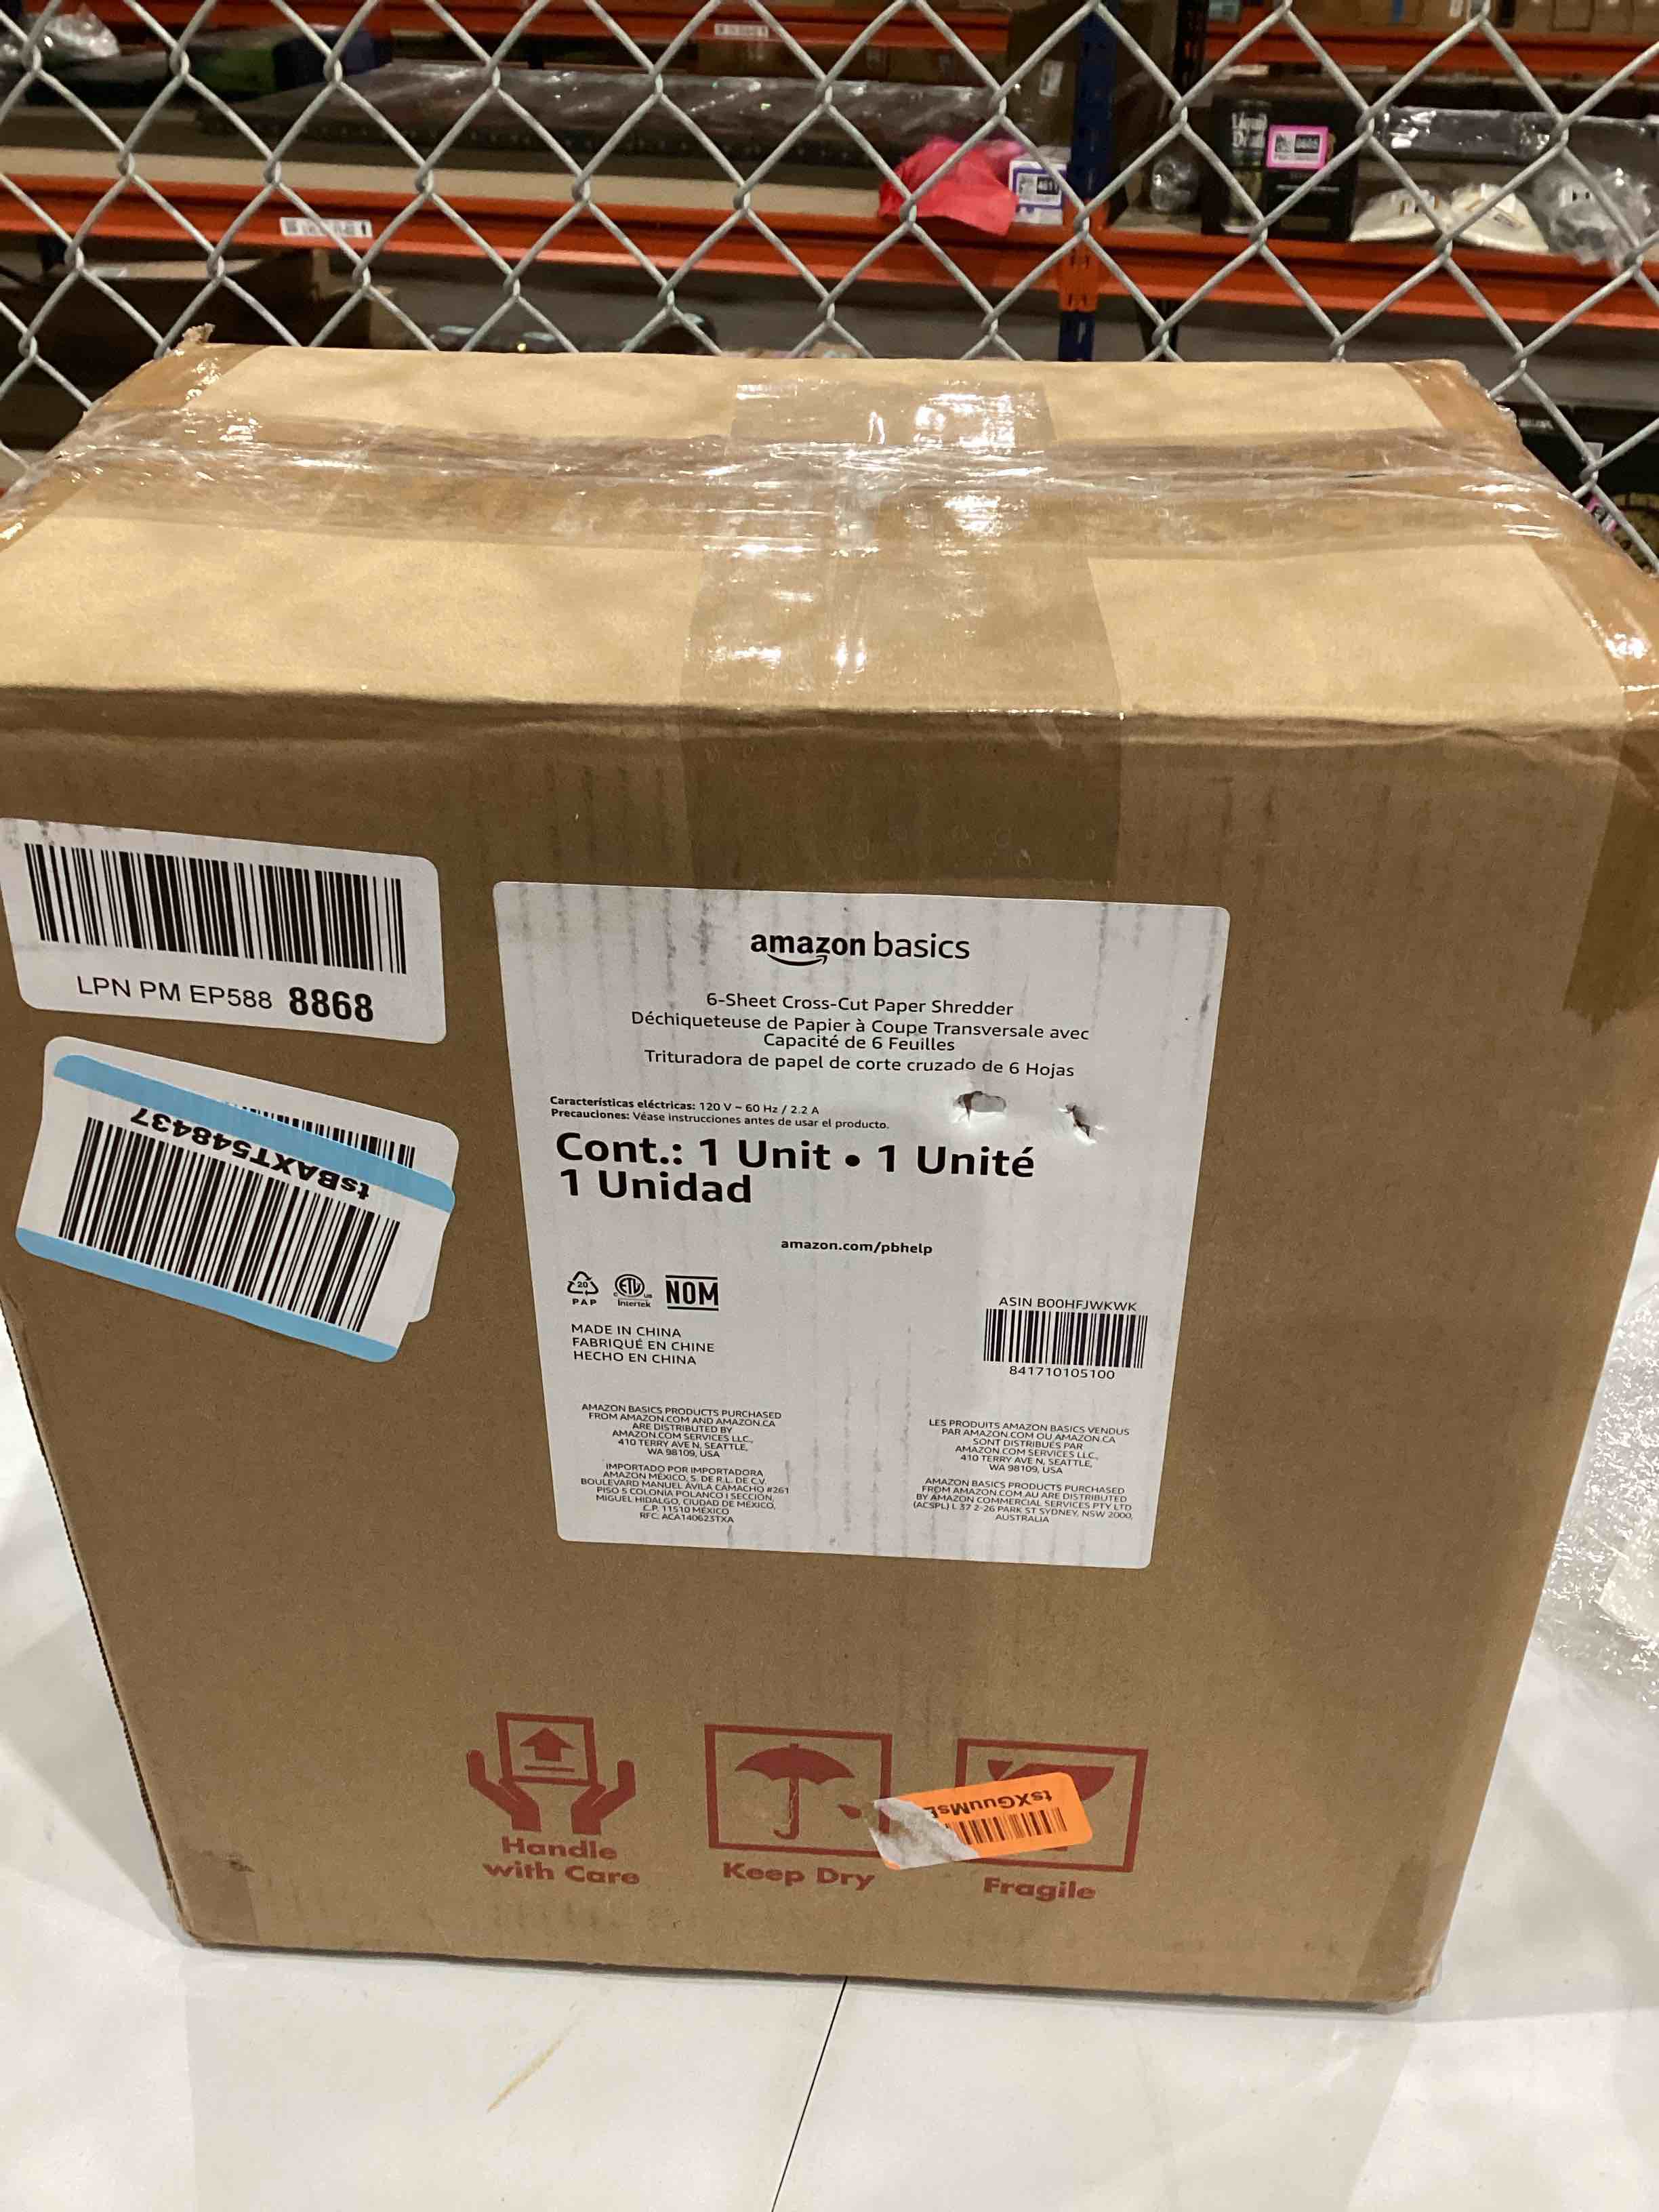 LPN PM EP588 8868
tsBAXT548437
amazon basics
6-Sheet Cross-Cut Paper Shredder
Déchiqueteuse de Papier à Coupe Transversale avec
Capacité de 6 Feuilles
Trituradora de papel de corte cruzado de 6 Hojas
Características eléctricas: 120 V ~ 60 Hz / 2.2 A
Precauciones: Véase instrucciones antes de usar el producto.
Cont.: 1 Unit • 1 Unité
1 Unidad
amazon.com/pbhelp
20
PAP
ETL
c us
Intertek
NOM
ASIN B00HFJWKWK
841710105100
MADE IN CHINA
FABRIQUÉ EN CHINE
HECHO EN CHINA
AMAZON BASICS PRODUCTS PURCHASED
FROM AMAZON.COM AND AMAZON.CA
ARE DISTRIBUTED BY
AMAZON.COM SERVICES LLC.,
410 TERRY AVE N, SEATTLE,
WA 98109, USA
IMPORTADO POR IMPORTADORA
AMAZON MÉXICO, S. DE R.L. DE C.V.
BOULEVARD MANUEL ÁVILA CAMACHO #261
PISO 5 COLONIA POLANCO I SECCIÓN,
MIGUEL HIDALGO, CIUDAD DE MÉXICO,
C.P. 11510 MÉXICO
RFC. ACA140623TXA
LES PRODUITS AMAZON BASICS VENDUS
PAR AMAZON.COM OU AMAZON.CA
SONT DISTRIBUÉS PAR
AMAZON.COM SERVICES LLC.,
410 TERRY AVE N, SEATTLE,
WA 98109, USA
AMAZON BASICS PRODUCTS PURCHASED
FROM AMAZON.COM.AU ARE DISTRIBUTED
BY AMAZON COMMERCIAL SERVICES PTY LTD
(ACSPL) L 37 2-26 PARK ST SYDNEY, NSW 2000,
AUSTRALIA
tsXGuuMs
Handle
with Care
Keep Dry
Fragile